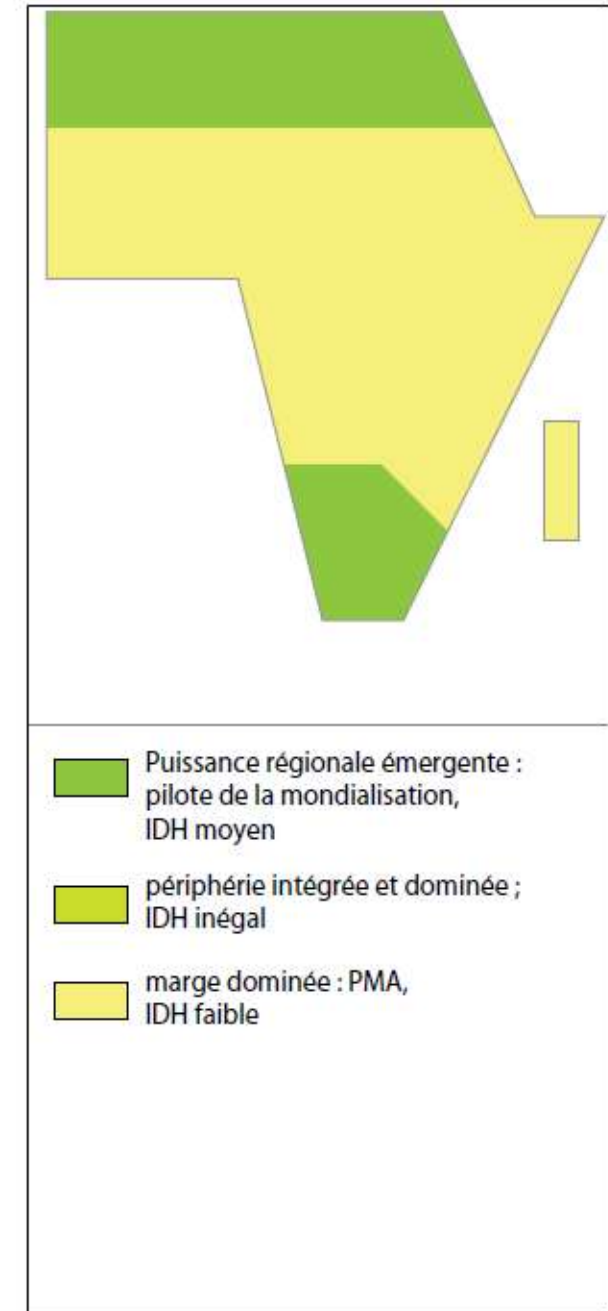 Puissance régionale émergente :
pilote de la mondialisation,
IDH moyen
périphérie intégrée et dominée ;
IDH inégal
marge dominée : PMA,
IDH faible